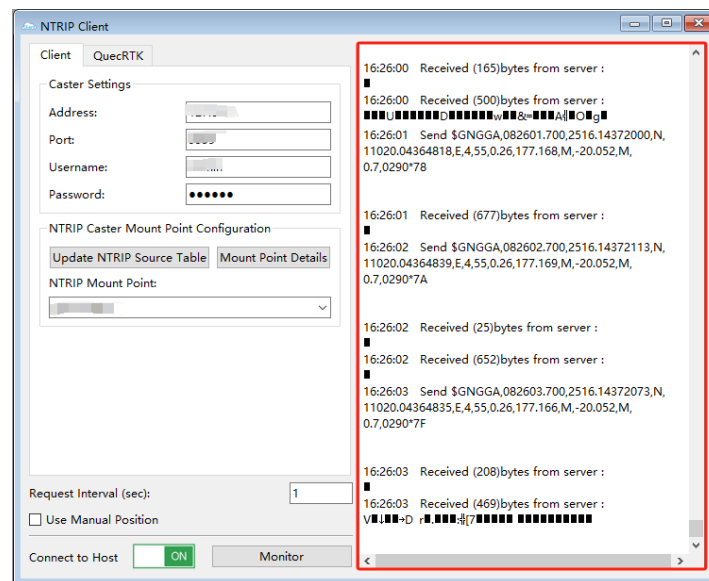 NTRIP Client
Client
QuecRTK
Caster Settings
Address:
Port:
Username:
Password:
NTRIP Caster Mount Point Configuration
Update NTRIP Source Table
Mount Point Details
NTRIP Mount Point:
Request Interval (sec):
1
Use Manual Position
Connect to Host
ON
Monitor
16:26:00 Received (165)bytes from server :
16:26:00 Received (500)bytes from server :
16:26:01 Send $GNGGA,082601.700,2516.14372000,N,
11020.04364818,E,4,55,0.26,177.168,M,-20.052,M,
0.7,0290*78
16:26:01 Received (677)bytes from server :
16:26:02 Send $GNGGA,082602.700,2516.14372113,N,
11020.04364839,E,4,55,0.26,177.169,M,-20.052,M,
0.7,0290*7A
16:26:02 Received (25)bytes from server :
16:26:02 Received (652)bytes from server :
16:26:03 Send $GNGGA,082603.700,2516.14372073,N,
11020.04364835,E,4,55,0.26,177.166,M,-20.052,M,
0.7,0290*7F
16:26:03 Received (208)bytes from server :
16:26:03 Received (469)bytes from server :